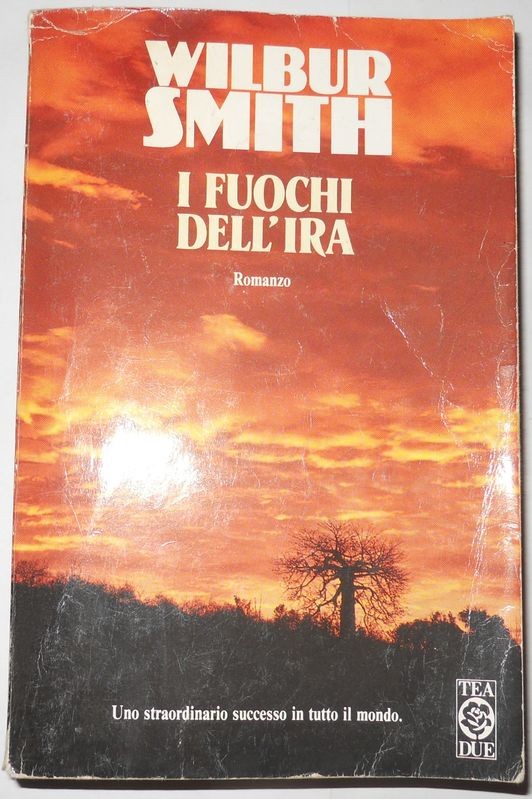 WILBUR
SMITH
I FUOCHI
DELL'IRA
Romanzo
Uno straordinario successo in tutto il mondo.
TEA
DUE